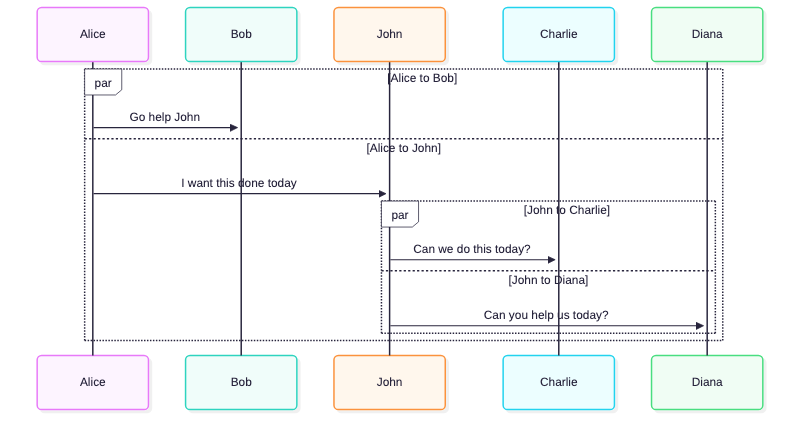 Alice
Bob
John
Charlie
Diana
par
[Alice to Bob]
Go help John
[Alice to John]
I want this done today
par
[John to Charlie]
Can we do this today?
[John to Diana]
Can you help us today?
Alice
Bob
John
Charlie
Diana